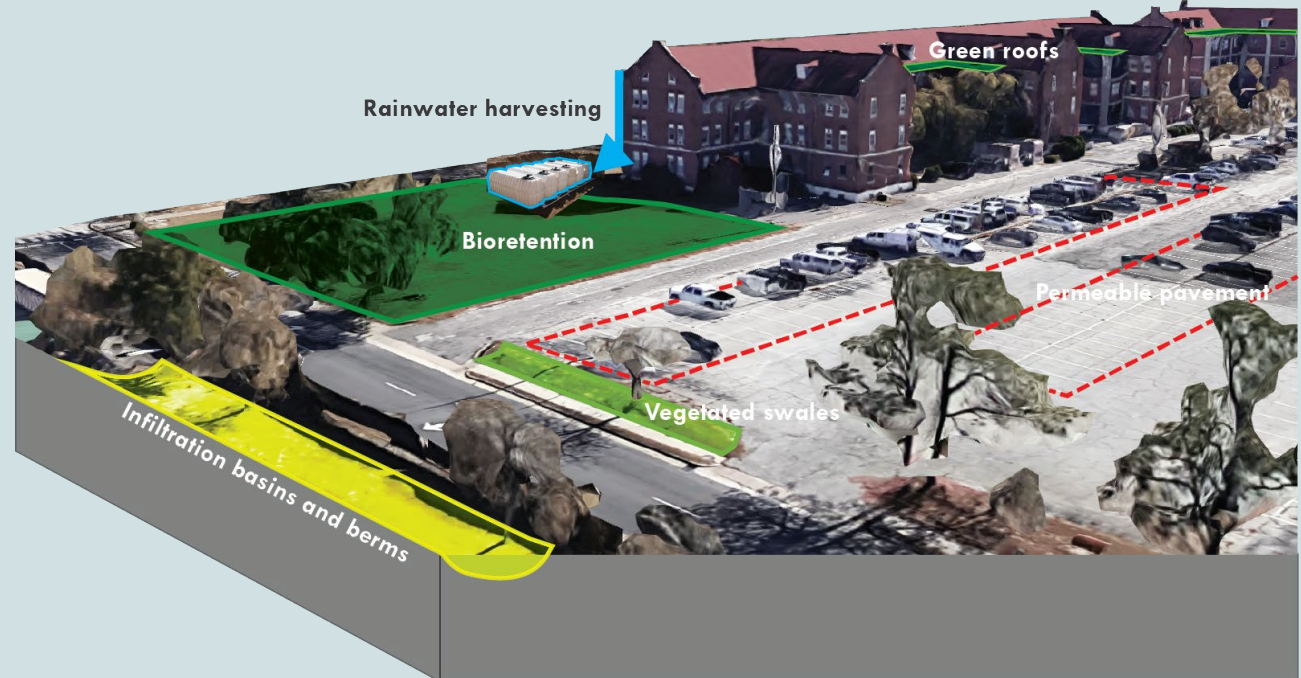 Green roofs
Rainwater harvesting
Bioretention
Permeable pavement
Vegetated swales
Infiltration basins and berms